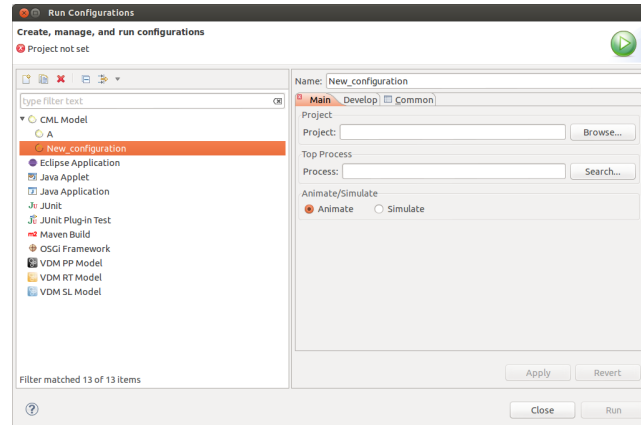 Run Configurations
Create, manage, and run configurations
Project not set
type filter text
CML Model
A
New_configuration
Eclipse Application
Java Applet
Java Application
JUnit
JUnit Plug-in Test
Maven Build
OSGi Framework
VDM PP Model
VDM RT Model
VDM SL Model
Filter matched 13 of 13 items
Name: New_configuration
Main Develop Common
Project
Project: Browse...
Top Process
Process: Search...
Animate/Simulate
Animate Simulate
Apply Revert
Close Run